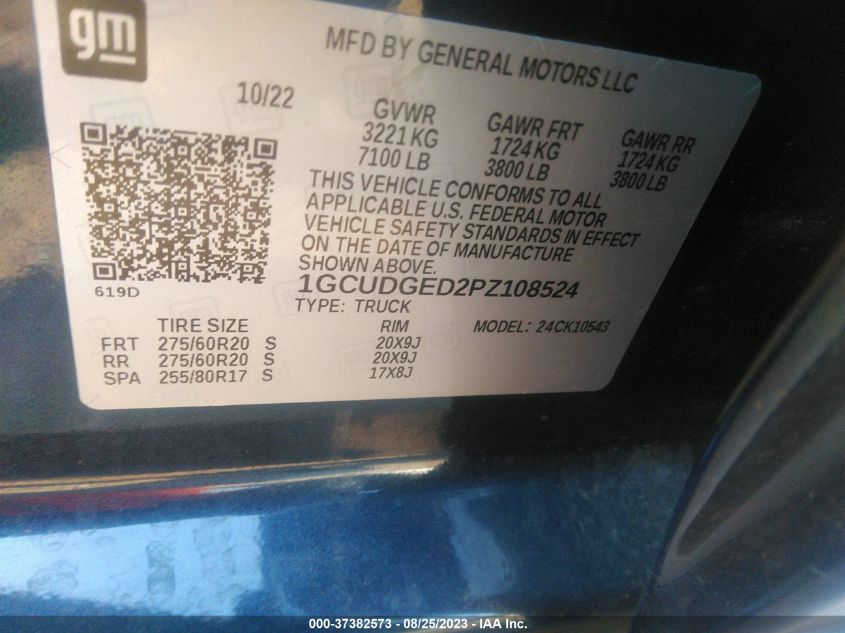 gm
MFD BY GENERAL MOTORS LLC
10/22
GVWR
3221 KG
7100 LB
GAWR FRT
1724 KG
3800 LB
GAWR RR
1724 KG
3800 LB
THIS VEHICLE CONFORMS TO ALL
APPLICABLE U.S. FEDERAL MOTOR
VEHICLE SAFETY STANDARDS IN EFFECT
ON THE DATE OF MANUFACTURE
SHOWN ABOVE.
619D
1GCUDGED2PZ108524
TYPE: TRUCK
TIRE SIZE RIM MODEL: 24CK10543
FRT 275/60R20 S 20X9J
RR 275/60R20 S 20X9J
SPA 255/80R17 S 17X8J
000-37382573 - 08/25/2023 - IAA Inc.